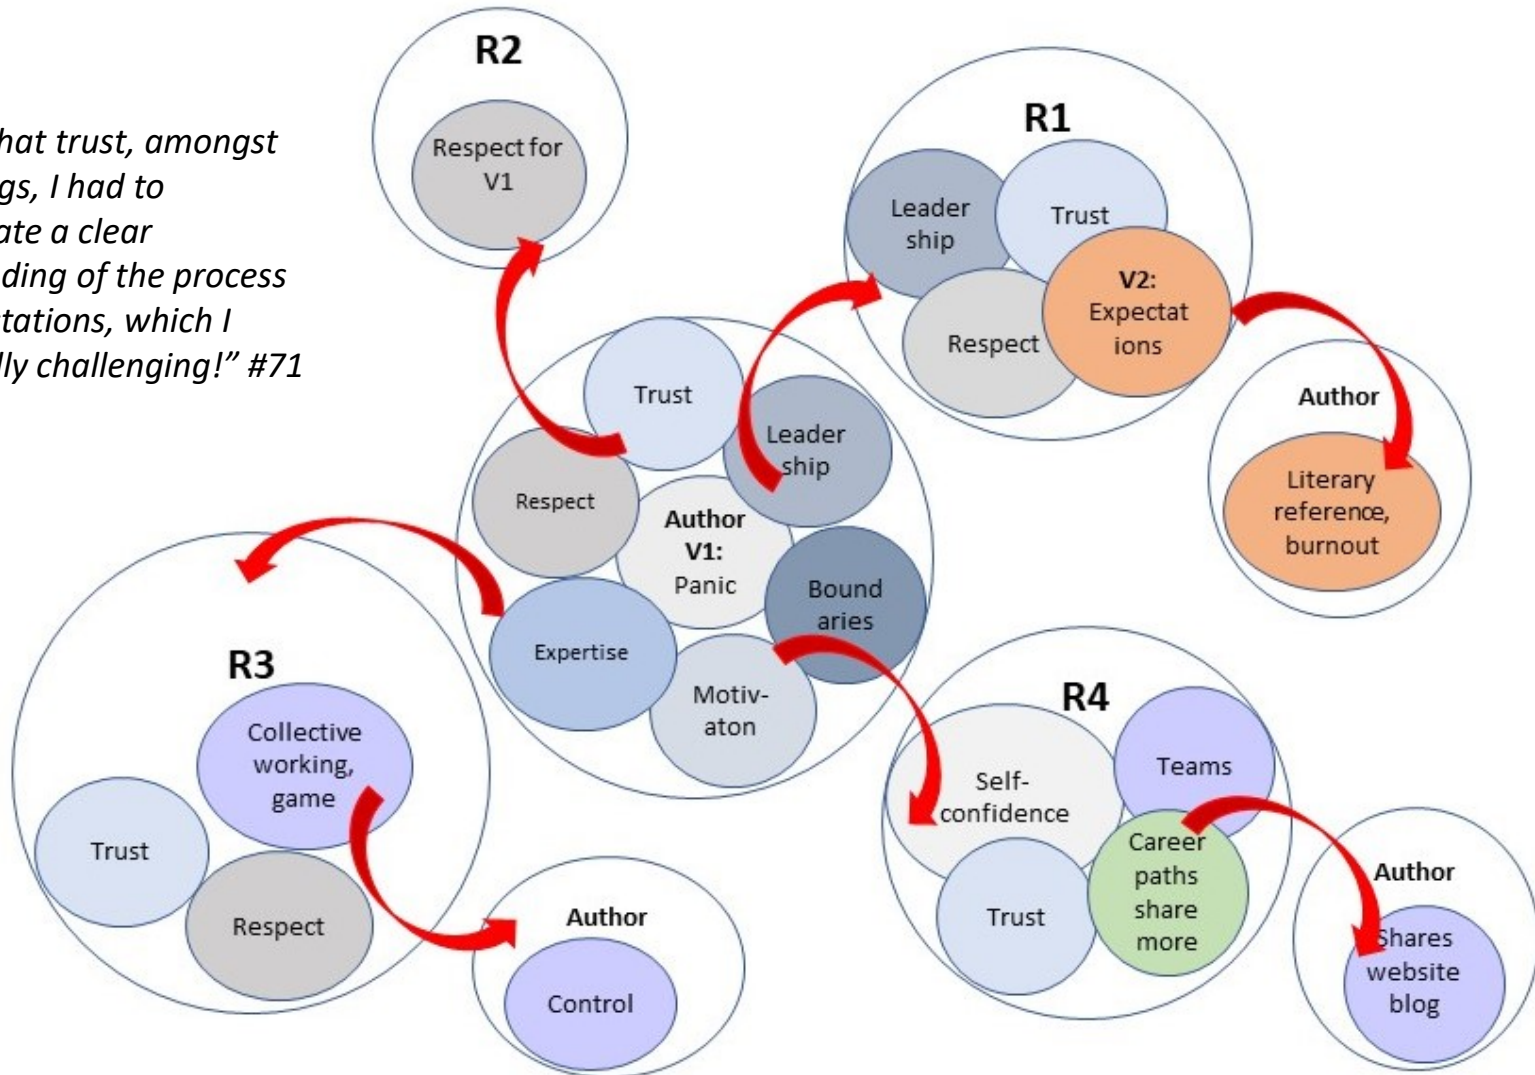 hat trust, amongst
gs, I had to
ate a clear
ding of the process
tations, which I
lly challenging!” #71
R2
Respect for
V1
R1
Leader
ship
Trust
V2:
Expectat
ions
Respect
Author
Literary
reference,
burnout
Trust
Leader
ship
Respect
Author
V1:
Panic
Bound
aries
Expertise
Motiv-
aton
R3
Collective
working,
game
Trust
Respect
Author
Control
R4
Self-
confidence
Teams
Trust
Career
paths
share
more
Author
Shares
website
blog